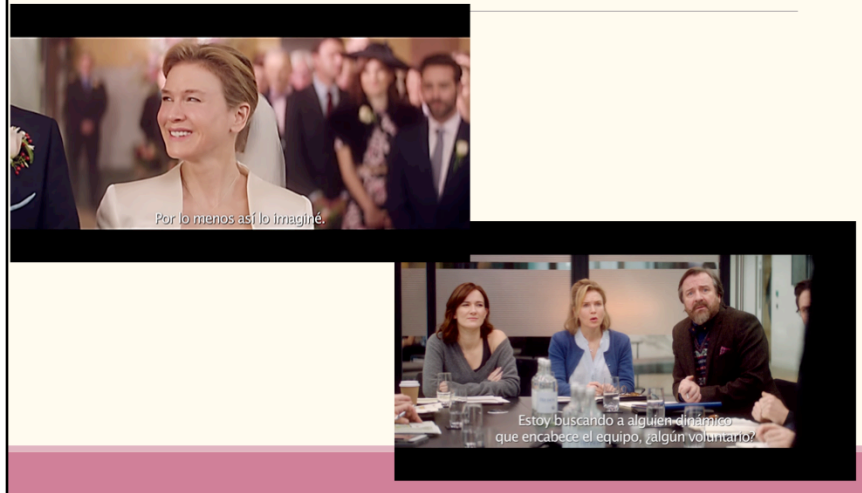 Por lo menos así lo imaginé.
Estoy buscando a alguien dinámico
que encabece el equipo, ¿algún voluntario?